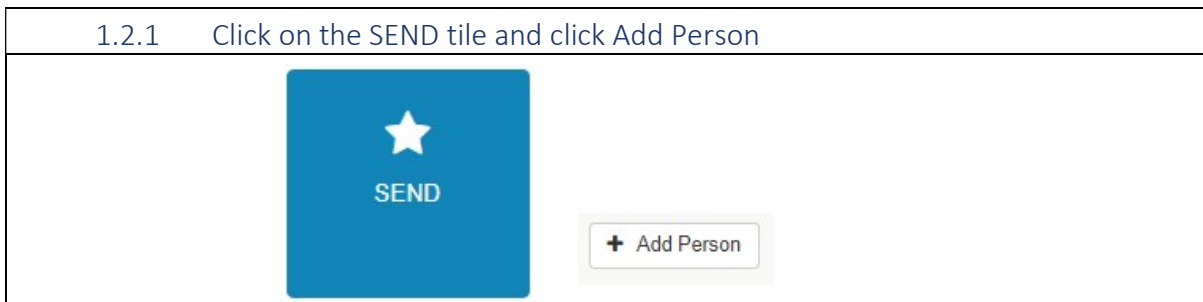 1.2.1 Click on the SEND tile and click Add Person
SEND
+ Add Person